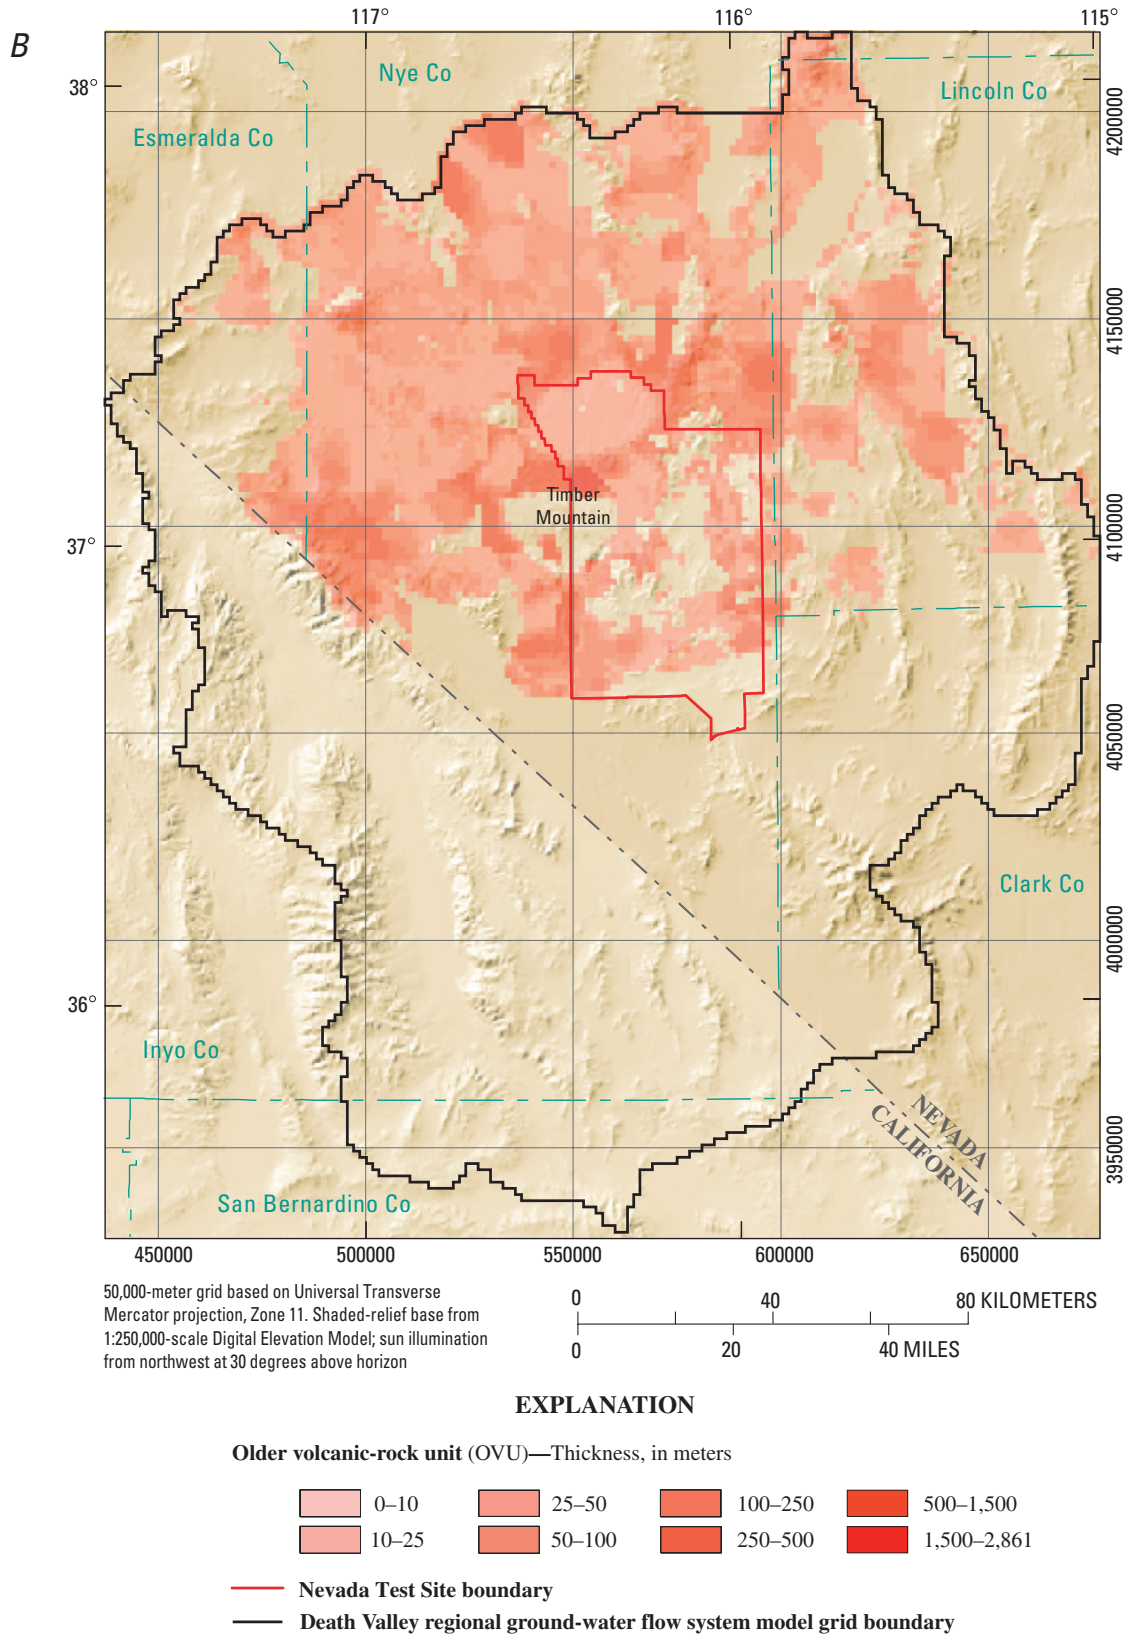 B
117°
116°
115°
38°
Nye Co
Lincoln Co
Esmeralda Co
4200000
4150000
Timber
Mountain
37°
4100000
4050000
Clark Co
4000000
36°
Inyo Co
NEVADA
CALIFORNIA
3950000
San Bernardino Co
450000
500000
550000
600000
650000
50,000-meter grid based on Universal Transverse
Mercator projection, Zone 11. Shaded-relief base from
1:250,000-scale Digital Elevation Model; sun illumination
from northwest at 30 degrees above horizon
0 40 80 KILOMETERS
0 20 40 MILES
EXPLANATION
Older volcanic-rock unit (OVU)—Thickness, in meters
0–10 25–50 100–250 500–1,500
10–25 50–100 250–500 1,500–2,861
Nevada Test Site boundary
Death Valley regional ground-water flow system model grid boundary